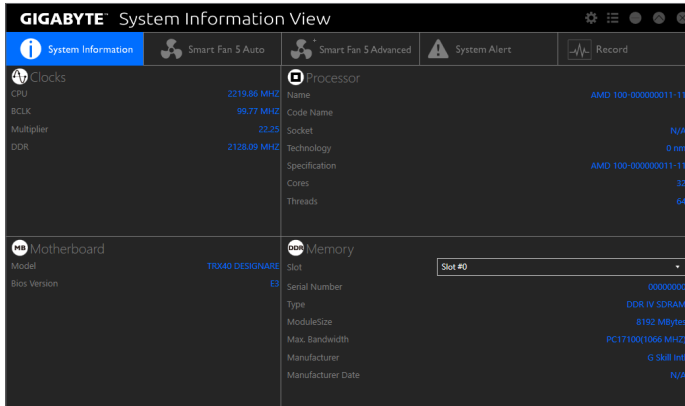 GIGABYTE™ System Information View
System Information
Smart Fan 5 Auto
Smart Fan 5 Advanced
System Alert
Record
Clocks
CPU 2219.86 MHZ
BCLK 99.77 MHZ
Multiplier 22.25
DDR 2128.09 MHZ
Processor
Name AMD 100-000000011-11
Code Name
Socket N/A
Technology 0 nm
Specification AMD 100-000000011-11
Cores 32
Threads 64
MB Motherboard
Model TRX40 DESIGNARE
Bios Version E3
DDR Memory
Slot Slot #0
Serial Number 00000000
Type DDR IV SDRAM
ModuleSize 8192 MBytes
Max. Bandwidth PC17100(1066 MHZ)
Manufacturer G Skill Intl
Manufacturer Date N/A